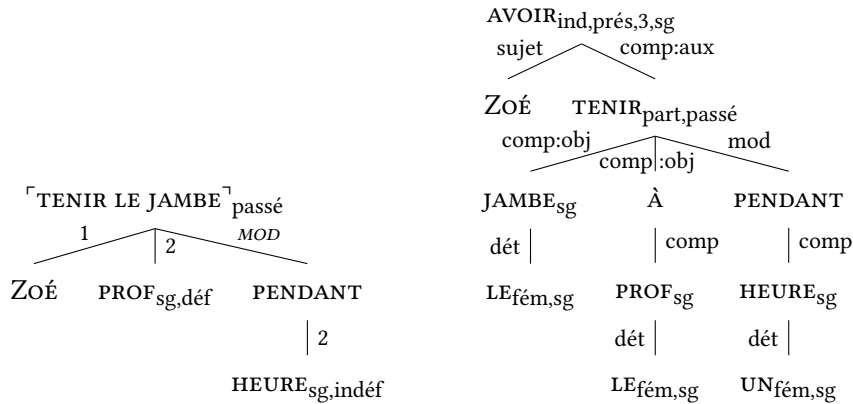 AVOIRind,prés,3,sg
sujet comp:aux
ZOÉ TENIRpart,passé
comp:obj comp:obj mod
⌜TENIR LE JAMBE⌝passé JAMBEsg À PENDANT
1 2 MOD dét comp comp
ZOÉ PROFsg,déf PENDANT LEfém,sg PROFsg HEUREsg
2 dét dét
HEUREsg,indéf LEfém,sg UNfém,sg